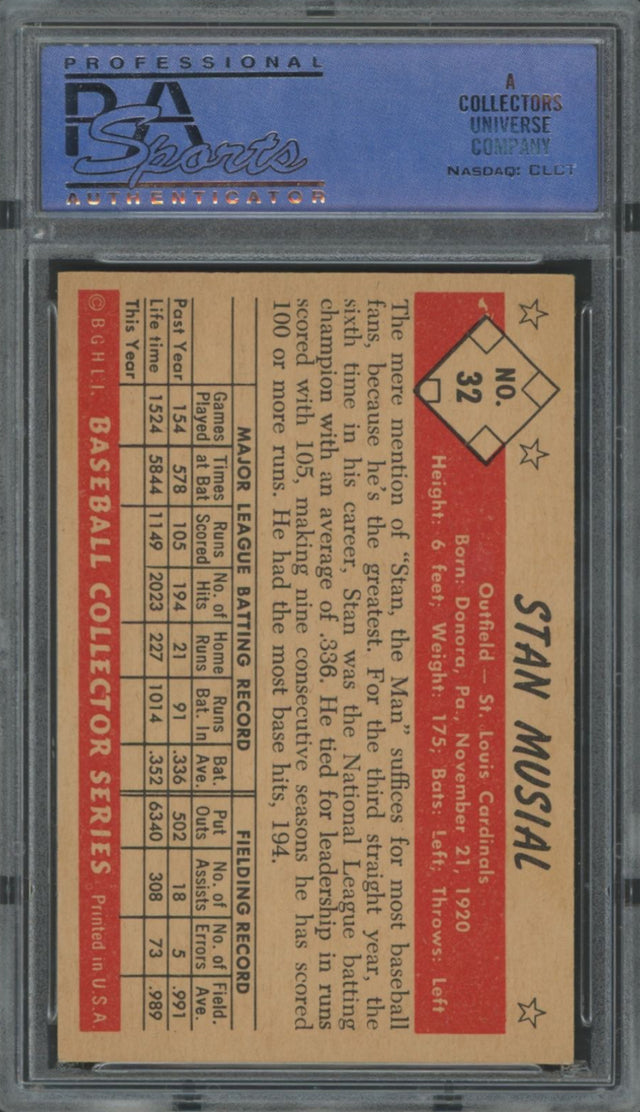 PROFESSIONAL
PSA
Sports
AUTHENTICATOR
A
COLLECTORS
UNIVERSE
COMPANY
NASDAQ: CLCT
NO.
32
STAN MUSIAL
Outfield — St. Louis Cardinals
Born: Donora, Pa., November 21, 1920
Height: 6 feet; Weight: 175; Bats: Left; Throws: Left
The mere mention of "Stan, the Man" suffices for most baseball
fans, because he's the greatest. For the third straight year, the
sixth time in his career, Stan was the National League batting
champion with an average of .336. He tied for leadership in runs
scored with 105, making nine consecutive seasons he has scored
100 or more runs. He had the most base hits, 194.
MAJOR LEAGUE BATTING RECORD FIELDING RECORD
Games Times Runs No. of Home Runs Bat. Put No. of No. of Field.
Played at Bat Scored Hits Runs Bat. In Ave. Outs Assists Errors Ave.
Past Year 154 578 105 194 21 91 .336 502 18 5 .991
Life time 1524 5844 1149 2023 227 1014 .352 6340 308 73 .989
This Year
© B G H L I. BASEBALL COLLECTOR SERIES Printed in U.S.A.